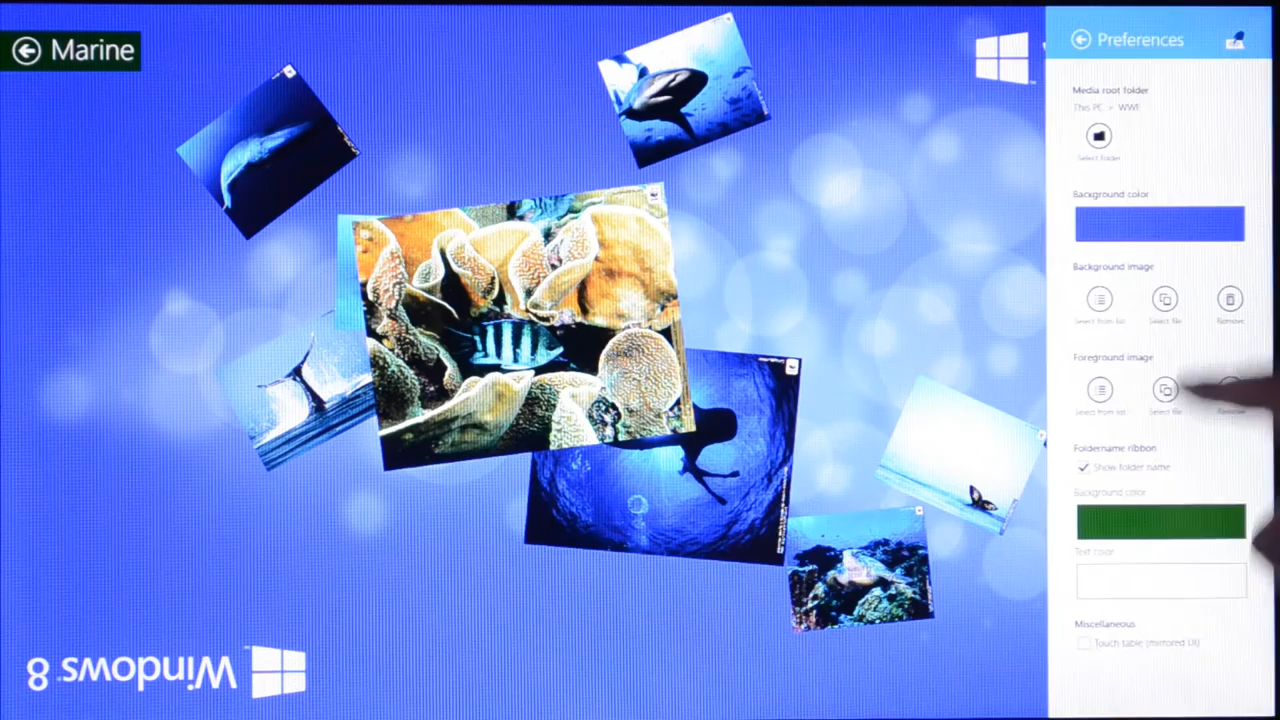 Marine
Preferences
Media root folder
This PC
WWF
Select folder
Background color
Background image
Select from list
Select file
Remove
Foreground image
Select from list
Select file
Remove
Foldername ribbon
Show folder name
Background color
Text color
Miscellaneous
Touch table (mirrored UI)
Windows 8